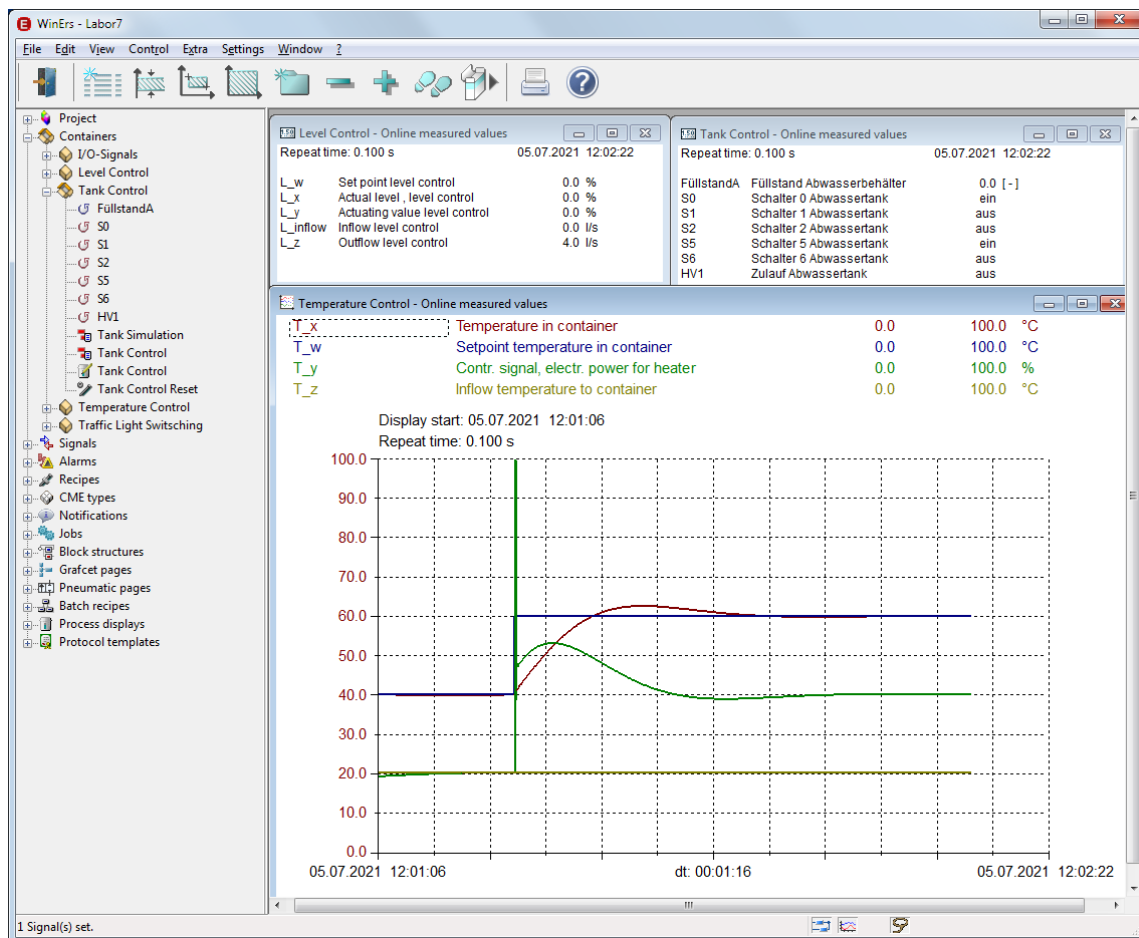 WinErs - Labor7
File Edit View Control Extra Settings Window ?
Project
Containers
I/O-Signals
Level Control
Tank Control
FüllstandA
S0
S1
S2
S5
S6
HV1
Tank Simulation
Tank Control
Tank Control
Tank Control Reset
Temperature Control
Traffic Light Switsching
Signals
Alarms
Recipes
CME types
Notifications
Jobs
Block structures
Grafcet pages
Pneumatic pages
Batch recipes
Process displays
Protocol templates
Level Control - Online measured values
Repeat time: 0.100 s 05.07.2021 12:02:22
L_w Set point level control 0.0 %
L_x Actual level , level control 0.0 %
L_y Actuating value level control 0.0 %
L_inflow Inflow level control 0.0 l/s
L_z Outflow level control 4.0 l/s
Tank Control - Online measured values
Repeat time: 0.100 s 05.07.2021 12:02:22
FüllstandA Füllstand Abwasserbehälter 0.0 [-]
S0 Schalter 0 Abwassertank ein
S1 Schalter 1 Abwassertank aus
S2 Schalter 2 Abwassertank aus
S5 Schalter 5 Abwassertank ein
S6 Schalter 6 Abwassertank aus
HV1 Zulauf Abwassertank aus
Temperature Control - Online measured values
T_x Temperature in container 0.0 100.0 °C
T_w Setpoint temperature in container 0.0 100.0 °C
T_y Contr. signal, electr. power for heater 0.0 100.0 %
T_z Inflow temperature to container 0.0 100.0 °C
Display start: 05.07.2021 12:01:06
Repeat time: 0.100 s
100.0
90.0
80.0
70.0
60.0
50.0
40.0
30.0
20.0
10.0
0.0
05.07.2021 12:01:06 dt: 00:01:16 05.07.2021 12:02:22
1 Signal(s) set.